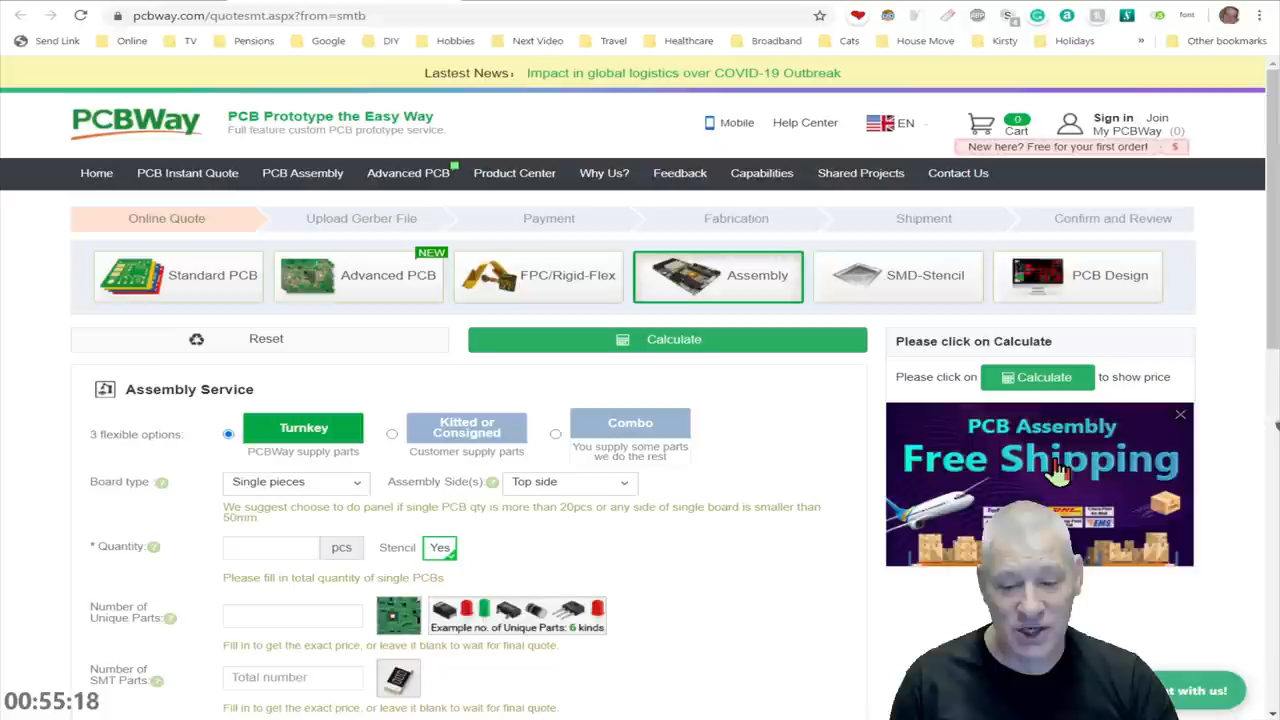 pcbway.com/quotesmt.aspx?from=smtb
font
Send Link Online TV Pensions Google DIY Hobbies Next Video Travel Healthcare Broadband Cats House Move Kirsty Holidays » Other bookmarks
Lastest News: Impact in global logistics over COVID-19 Outbreak
PCBWay
PCB Prototype the Easy Way
Full feature custom PCB prototype service.
Mobile Help Center EN 0 Cart
Sign in Join
My PCBWay (0)
New here? Free for your first order! $
Home PCB Instant Quote PCB Assembly Advanced PCB Product Center Why Us? Feedback Capabilities Shared Projects Contact Us
Online Quote Upload Gerber File Payment Fabrication Shipment Confirm and Review
NEW
Standard PCB Advanced PCB FPC/Rigid-Flex Assembly SMD-Stencil PCB Design
Reset Calculate
Please click on Calculate
Please click on Calculate to show price
PCB Assembly
Free Shipping
EMS
Assembly Service
3 flexible options: Turnkey Kitted or Consigned Combo
PCBWay supply parts Customer supply parts You supply some parts we do the rest
Board type Single pieces Assembly Side(s) Top side
We suggest choose to do panel if single PCB qty is more than 20pcs or any side of single board is smaller than
50mm.
* Quantity: pcs Stencil Yes
Please fill in total quantity of single PCBs
Number of
Unique Parts:
Example no. of Unique Parts: 6 kinds
Fill in to get the exact price, or leave it blank to wait for final quote.
Number of
SMT Parts:
Total number
Fill in to get the exact price, or leave it blank to wait for final quote.
00:55:18
t with us!